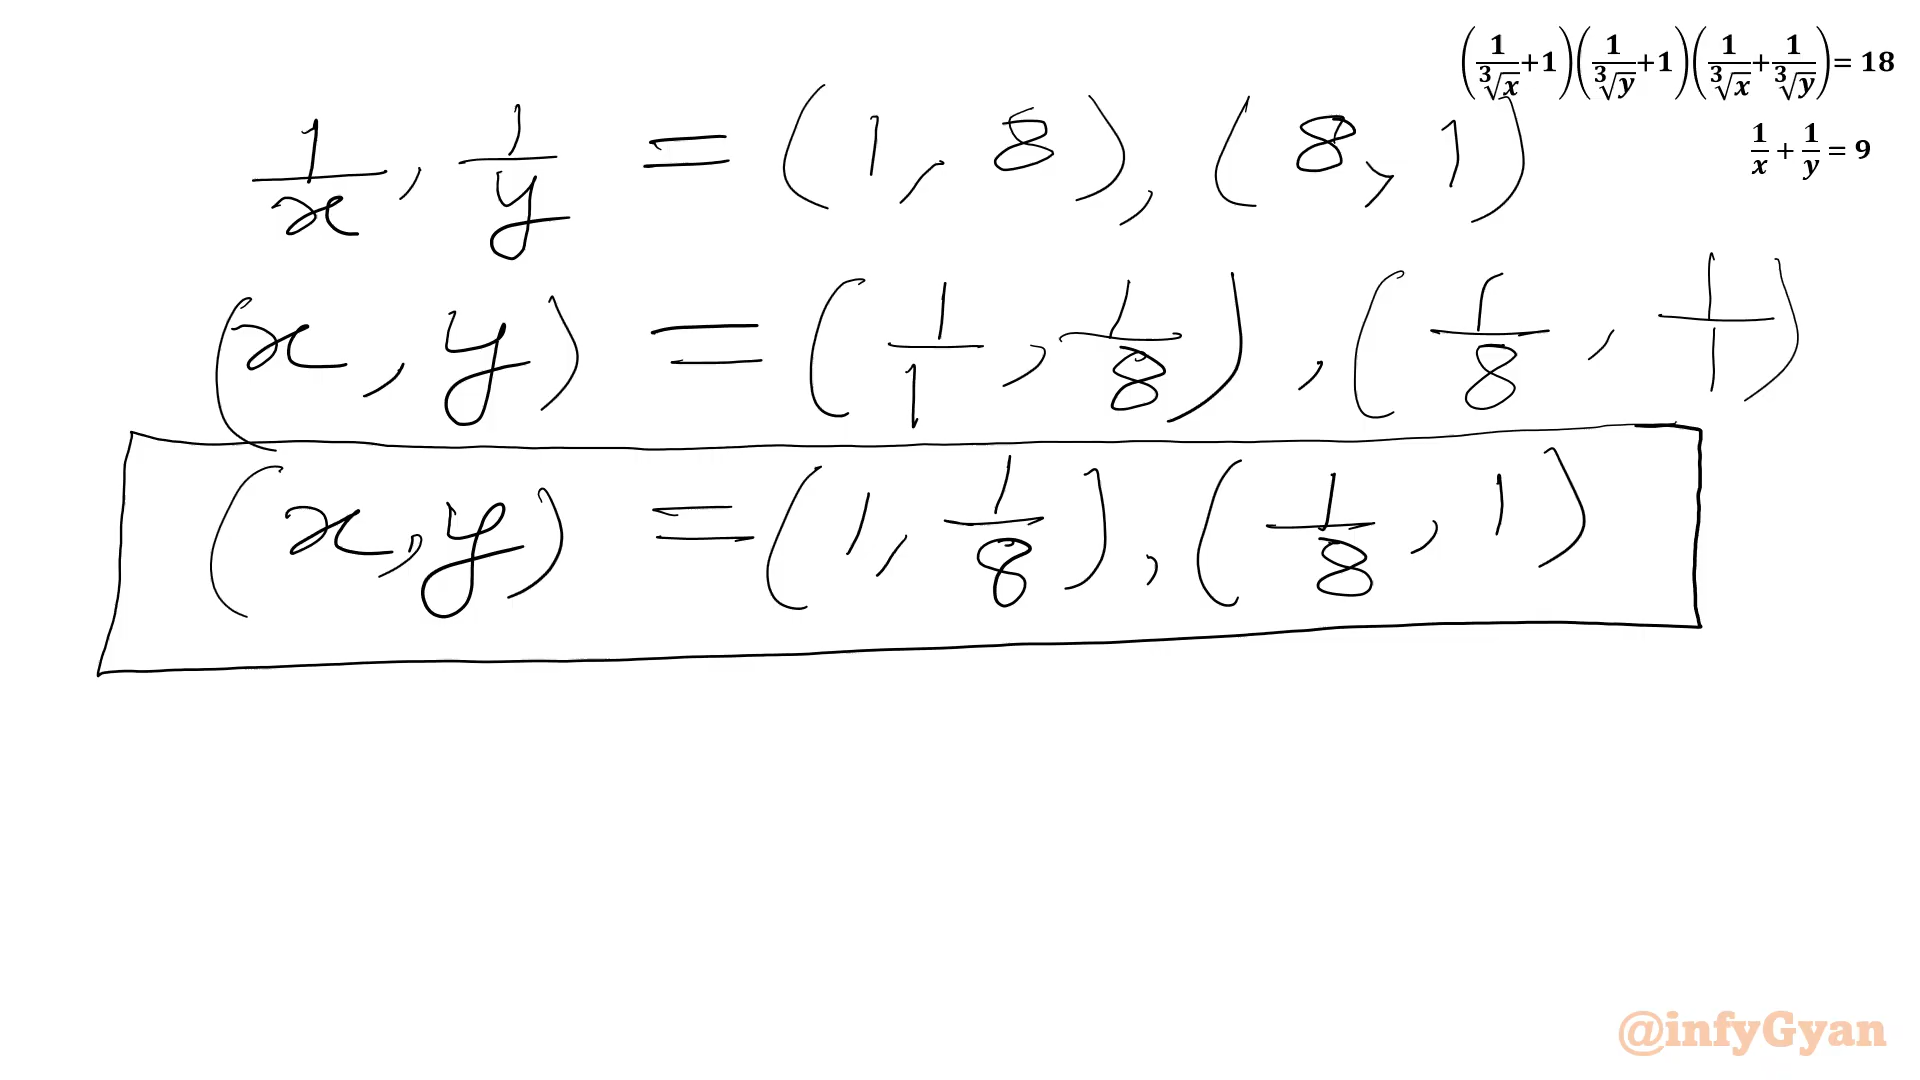 (1/∛x+1)(1/∛y+1)(1/∛x+1/∛y)= 18
1/x + 1/y = 9
1/x , 1/y = (1, 8), (8, 1)
(x, y) = (1/1, 1/8), (1/8, 1/1)
(x, y) = (1, 1/8), (1/8, 1)
@infyGyan